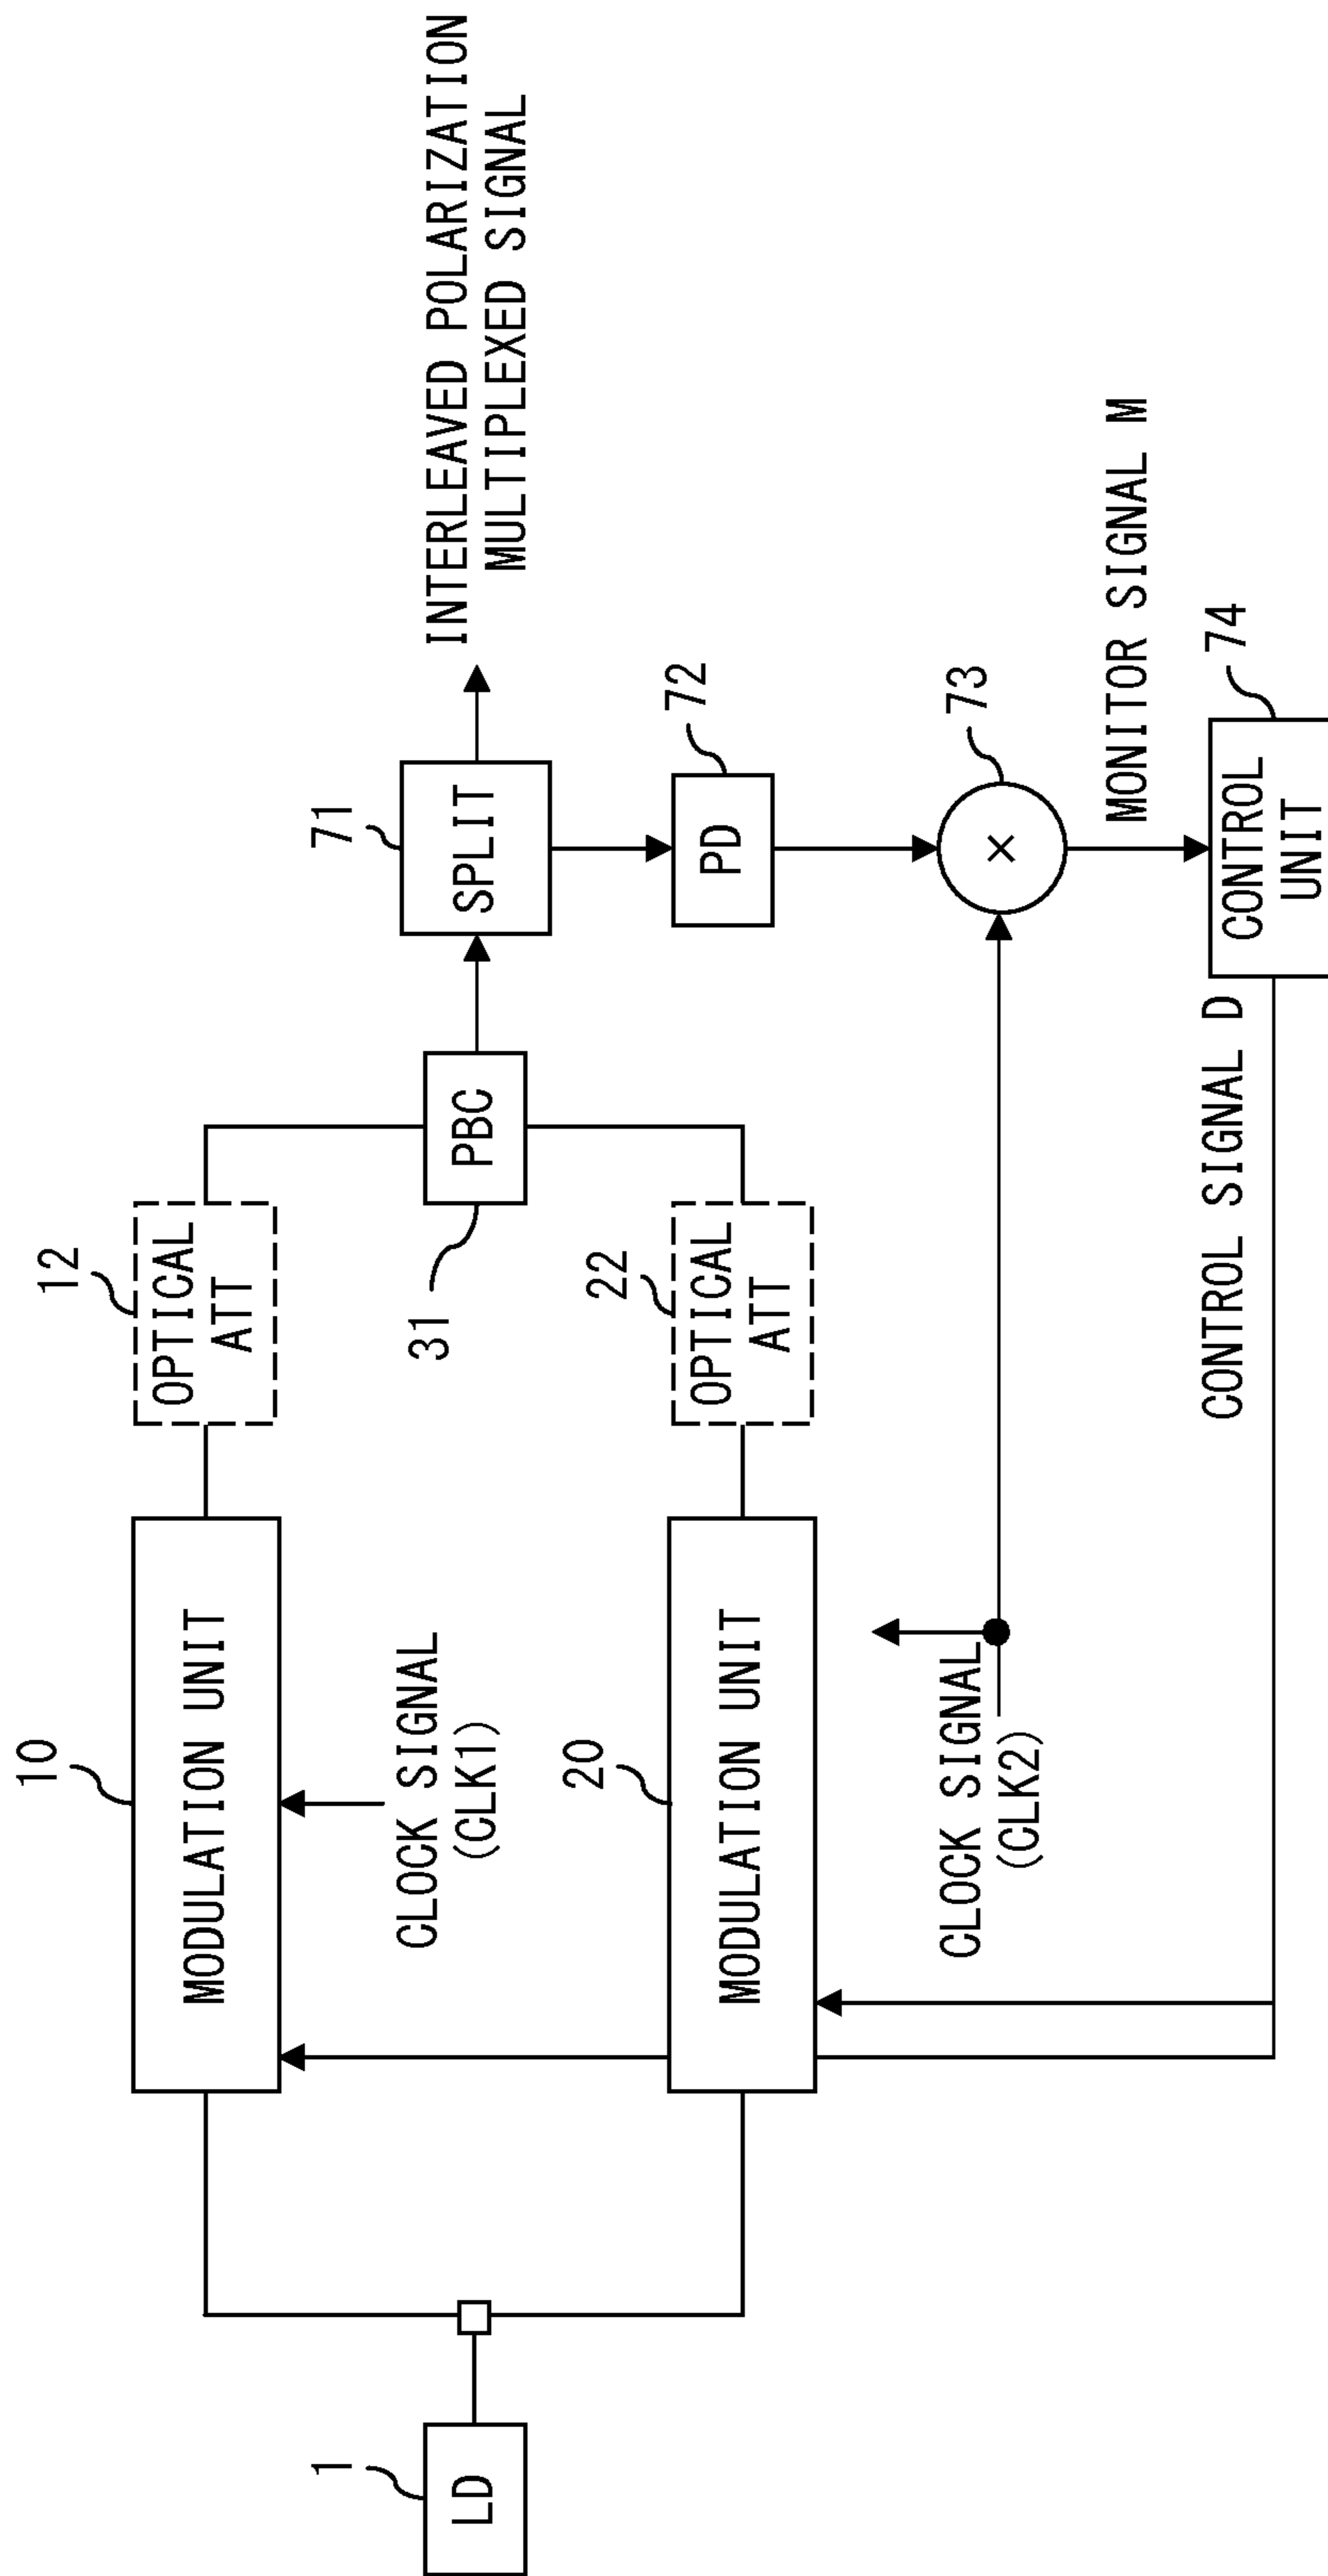 10
MODULATION UNIT
12
OPTICAL
ATT
CLOCK SIGNAL
(CLK1)
1
LD
31
PBC
71
SPLIT
INTERLEAVED POLARIZATION
MULTIPLEXED SIGNAL
20
MODULATION UNIT
22
OPTICAL
ATT
72
PD
CLOCK SIGNAL
(CLK2)
73
×
MONITOR SIGNAL M
CONTROL SIGNAL D
74
CONTROL
UNIT